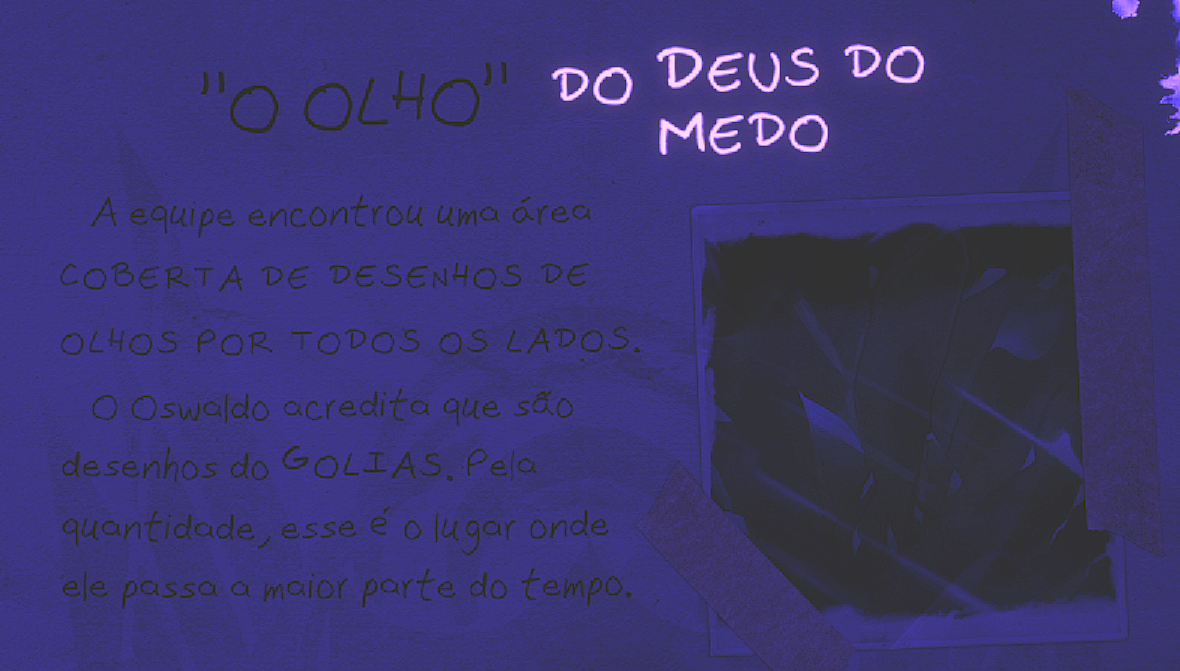 "O OLHO" DO DEUS DO
MEDO
A equipe encontrou uma área
COBERTA DE DESENHOS DE
OLHOS POR TODOS OS LADOS.
O Oswaldo acredita que são
desenhos do GOLIAS. Pela
quantidade, esse é o lugar onde
ele passa a maior parte do tempo.